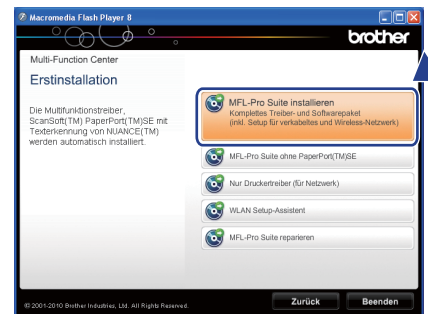 Macromedia Flash Player 8
brother
Multi-Function Center
Erstinstallation
Die Multifunktionstreiber,
ScanSoft(TM) PaperPort(TM)SE mit
Texterkennung von NUANCE(TM)
werden automatisch installiert.
MFL-Pro Suite installieren
Komplettes Treiber- und Softwarepaket
(inkl. Setup für verkabeltes und Wireless-Netzwerk)
MFL-Pro Suite ohne PaperPort(TM)SE
Nur Druckertreiber (für Netzwerk)
WLAN Setup-Assistent
MFL-Pro Suite reparieren
© 2001-2010 Brother Industries, Ltd. All Rights Reserved.
Zurück
Beenden